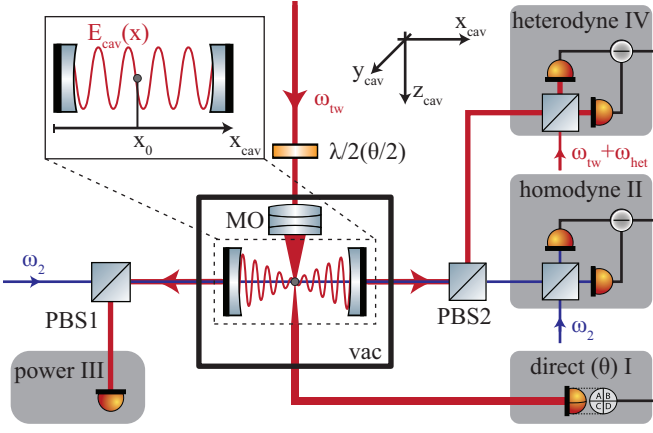 E_cav(x)
x_0
x_cav
ω_tw
λ/2(θ/2)
x_cav
y_cav
z_cav
heterodyne IV
ω_tw+ω_het
homodyne II
ω_2
MO
ω_2
PBS1
PBS2
vac
power III
direct (θ) I
A B
C D